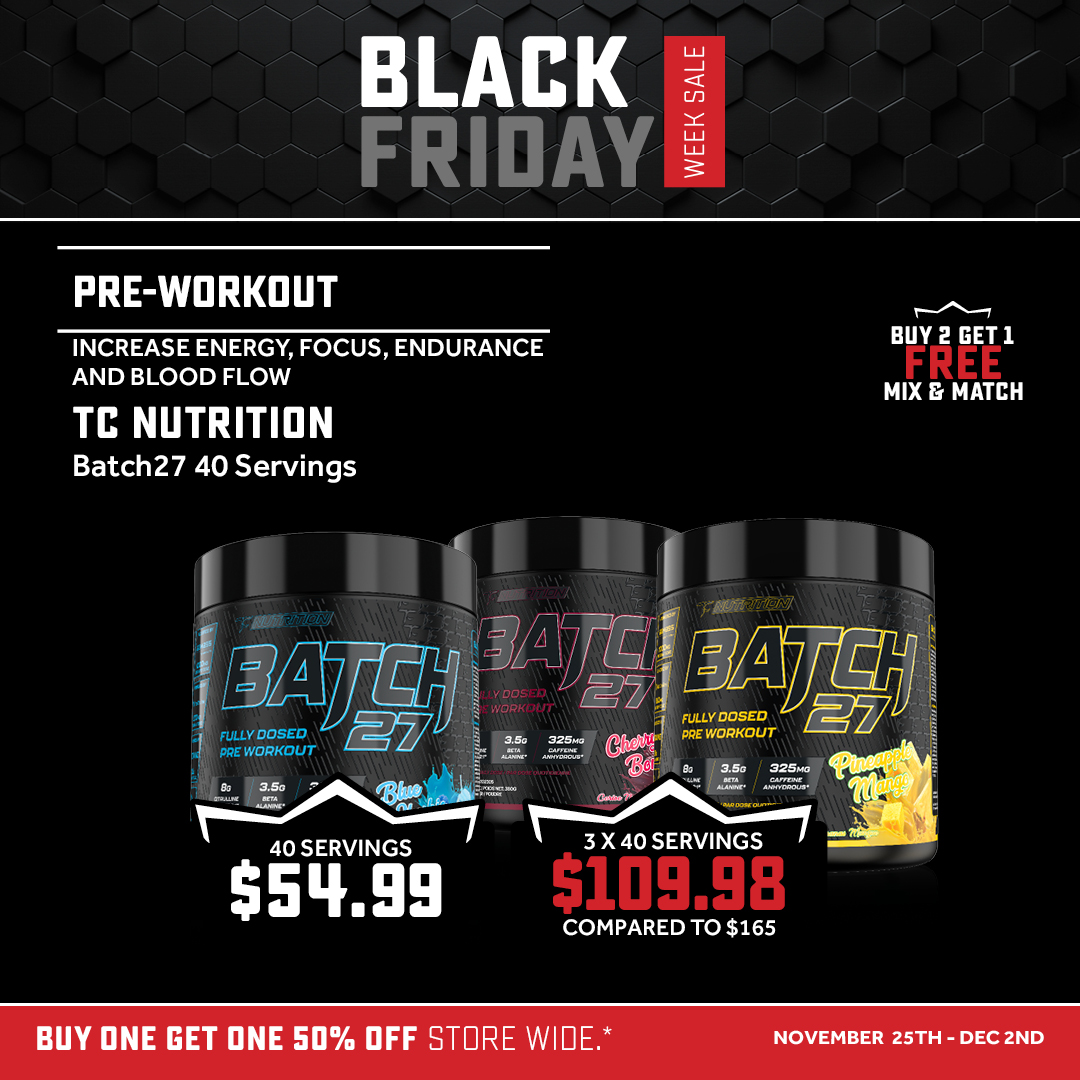 BLACK
FRIDAY
WEEK SALE
PRE-WORKOUT
INCREASE ENERGY, FOCUS, ENDURANCE
AND BLOOD FLOW
TC NUTRITION
Batch27 40 Servings
BUY 2 GET 1
FREE
MIX & MATCH
NUTRITION
BATCH
27
FULLY DOSED
PRE WORKOUT
8G
3.5G
BETA
ALANINE*
Blue
BATC
27
3.5G
BETA
ALANINE*
325MG
CAFFEINE
ANHYDROUS*
Cherry
NUTRITION
BATCH
27
FULLY DOSED
PRE WORKOUT
8G
3.5G
BETA
ALANINE*
325MG
CAFFEINE
ANHYDROUS*
Pineapple
Mango
40 SERVINGS
$54.99
3 X 40 SERVINGS
$109.98
COMPARED TO $165
BUY ONE GET ONE 50% OFF STORE WIDE.*
NOVEMBER 25TH - DEC 2ND